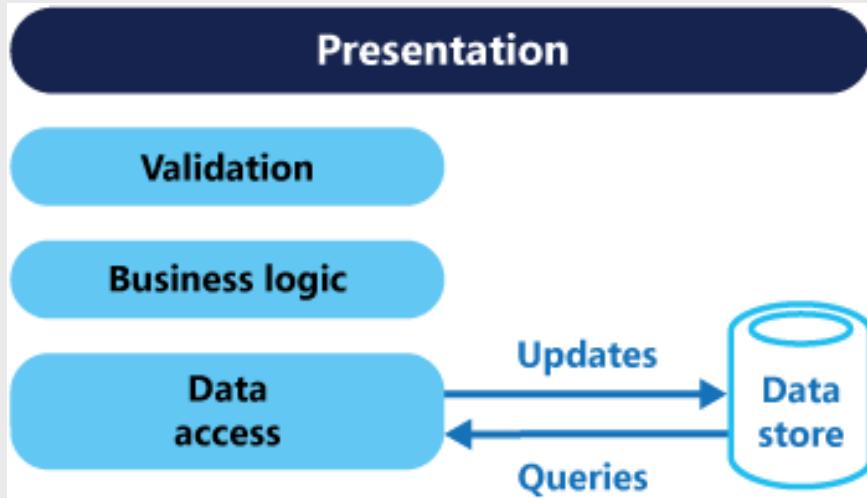 Presentation
Validation
Business logic
Data
access
Updates
Queries
Data
store